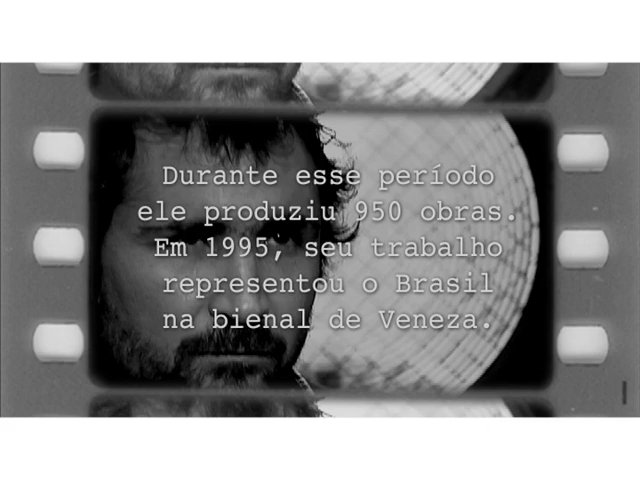 Durante esse período
ele produziu 950 obras.
Em 1995, seu trabalho
representou o Brasil
na bienal de Veneza.